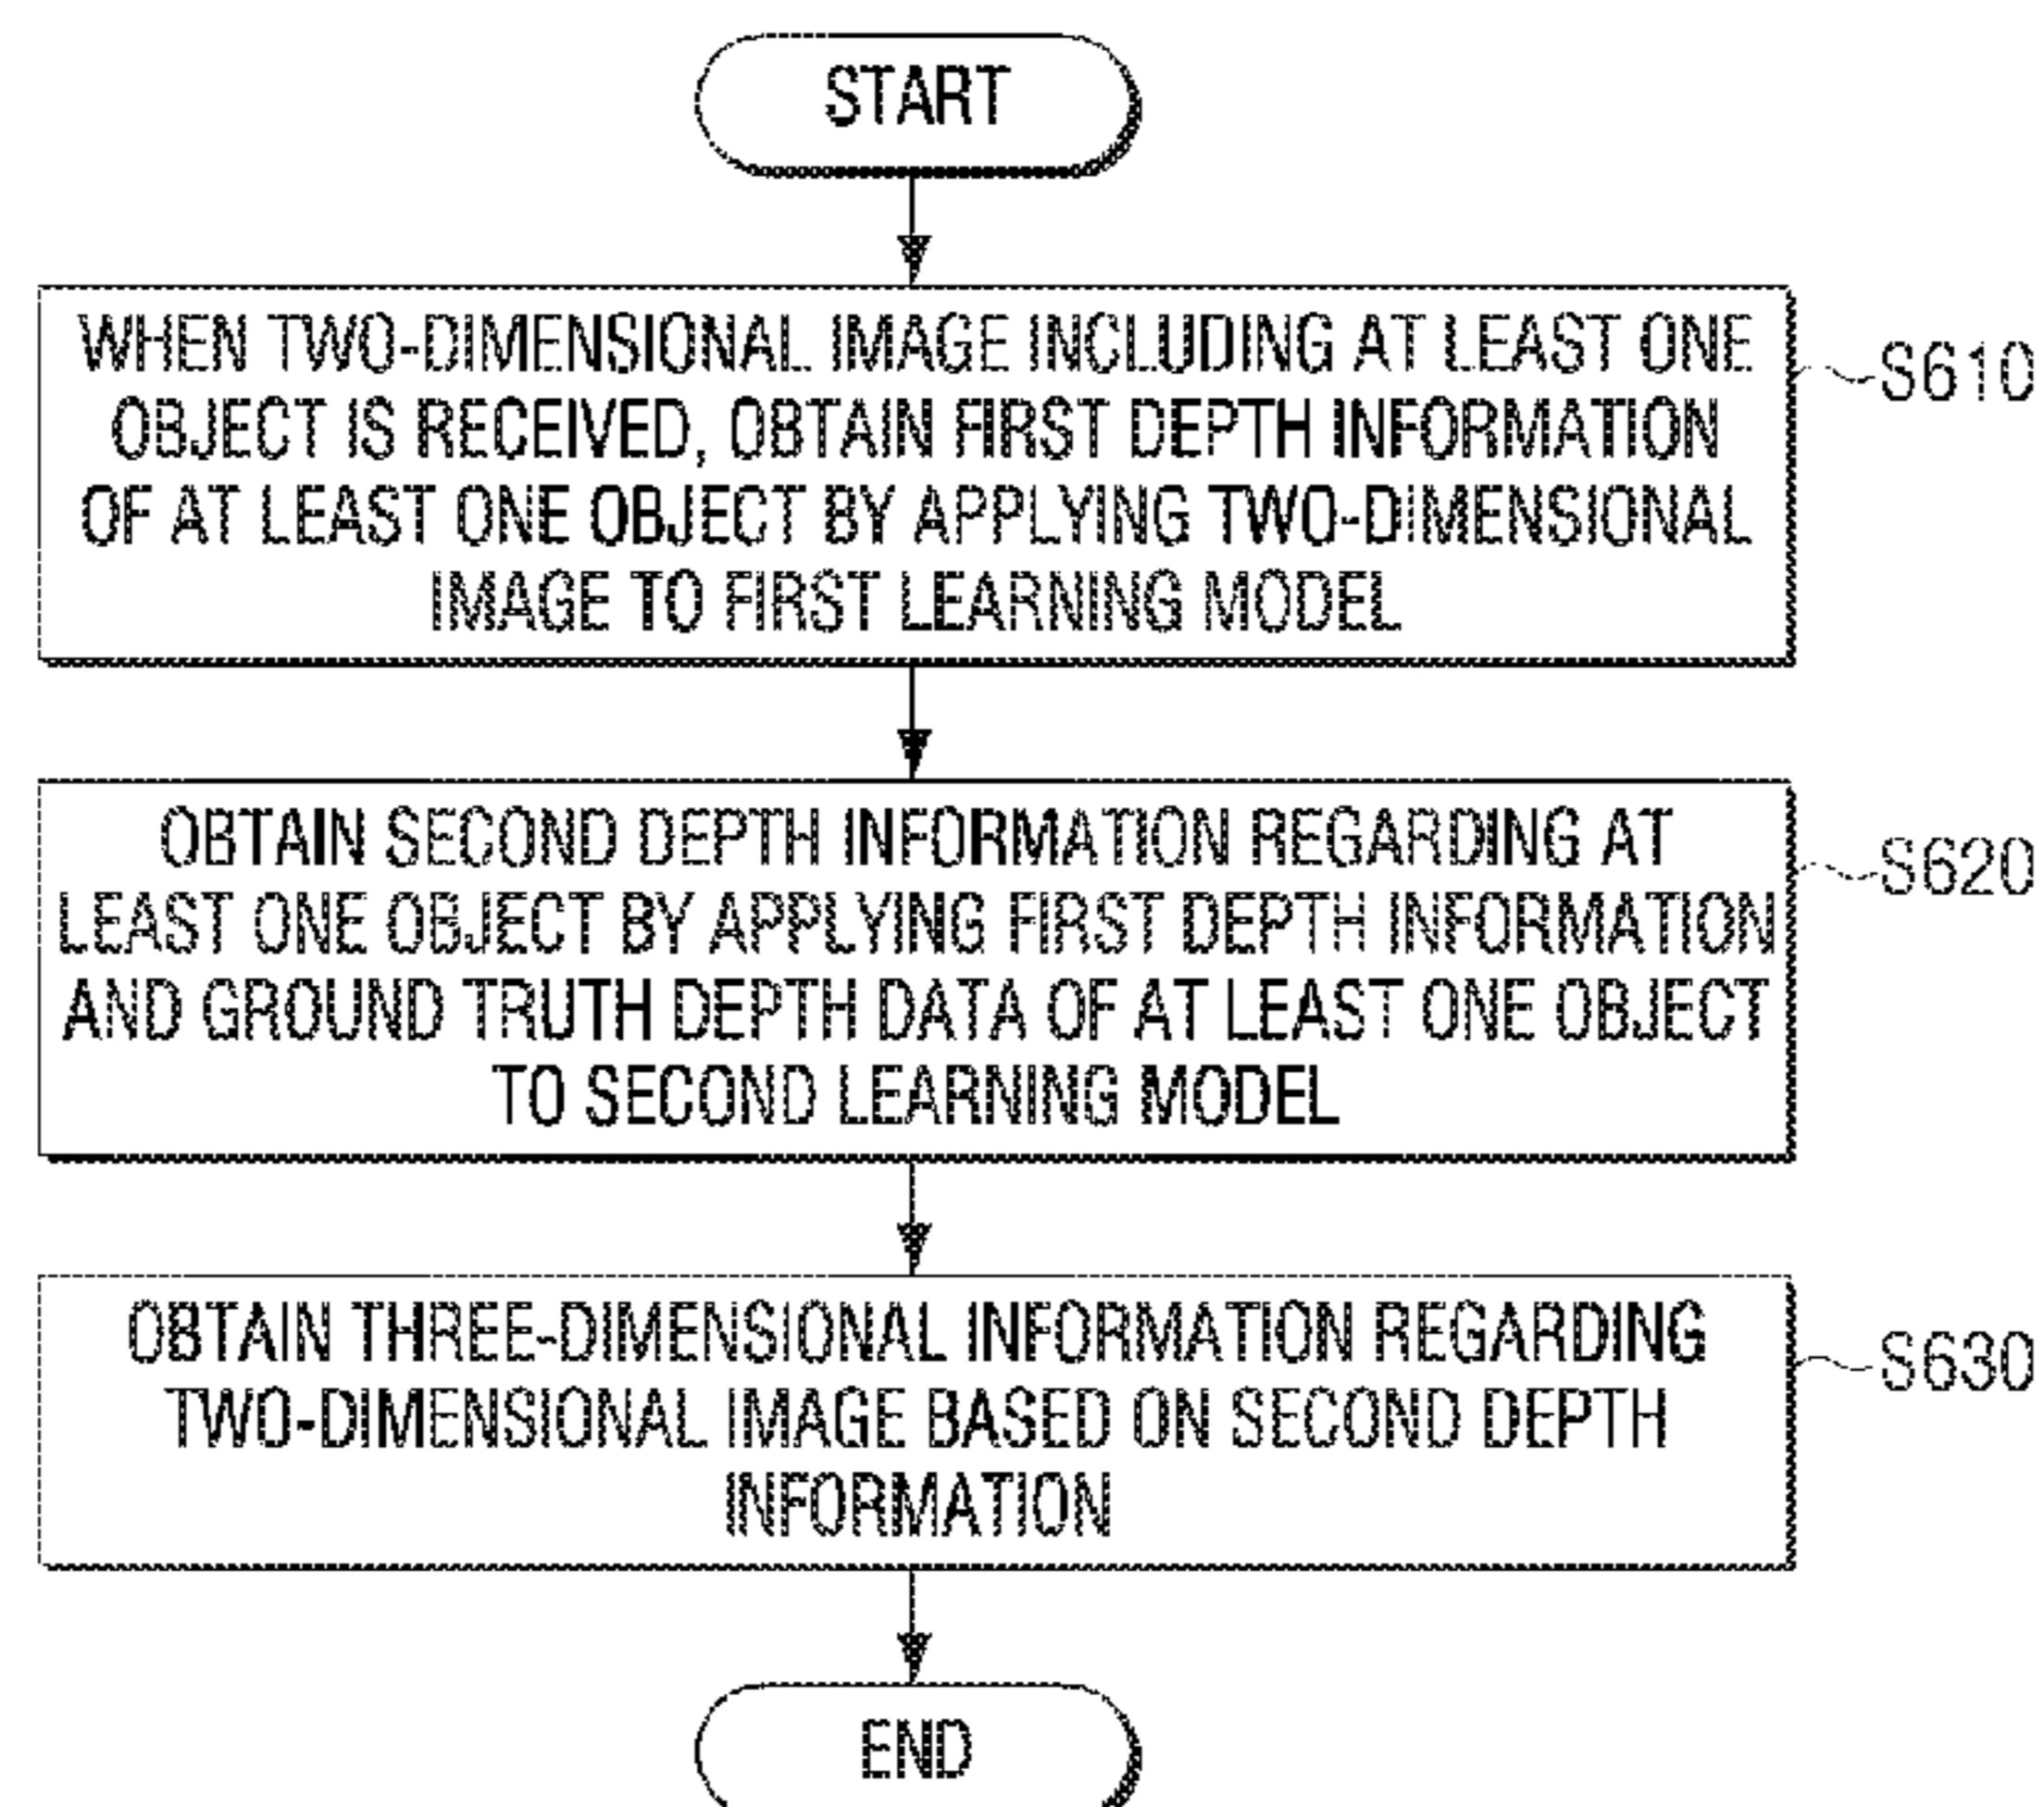 START
WHEN TWO-DIMENSIONAL IMAGE INCLUDING AT LEAST ONE
OBJECT IS RECEIVED, OBTAIN FIRST DEPTH INFORMATION
OF AT LEAST ONE OBJECT BY APPLYING TWO-DIMENSIONAL
IMAGE TO FIRST LEARNING MODEL
S610
OBTAIN SECOND DEPTH INFORMATION REGARDING AT
LEAST ONE OBJECT BY APPLYING FIRST DEPTH INFORMATION
AND GROUND TRUTH DEPTH DATA OF AT LEAST ONE OBJECT
TO SECOND LEARNING MODEL
S620
OBTAIN THREE-DIMENSIONAL INFORMATION REGARDING
TWO-DIMENSIONAL IMAGE BASED ON SECOND DEPTH
INFORMATION
S630
END